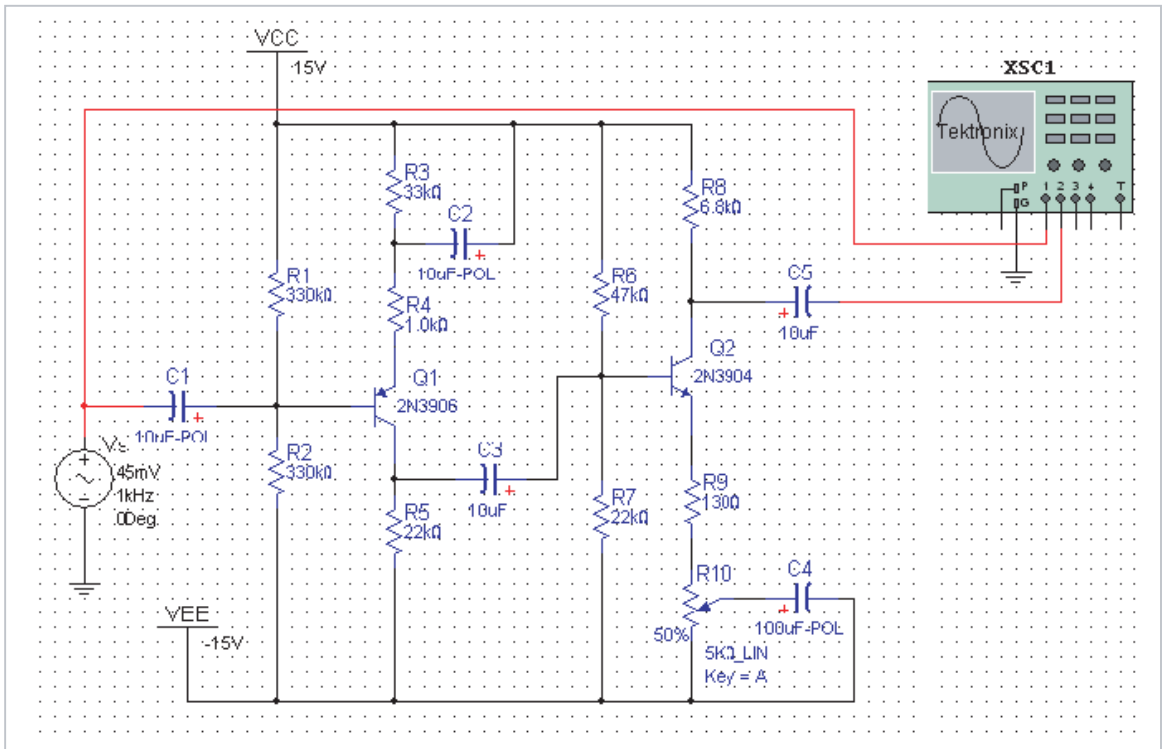 VCC
15V
XSC1
Tektronix
P
G
1 2 3 4
T
R3
33kΩ
C2
+
10uF-POL
R8
6.8kΩ
R1
330kΩ
R4
1.0kΩ
R6
47kΩ
C5
+
10uF
C1
+
10uF-POL
Q1
2N3906
Q2
2N3904
Vs
+
45mV
1kHz
0Deg
R2
330kΩ
C3
+
10uF
R5
22kΩ
R7
22kΩ
R9
130Ω
R10
50%
5KΩ_LIN
Key = A
C4
+
100uF-POL
VEE
-15V